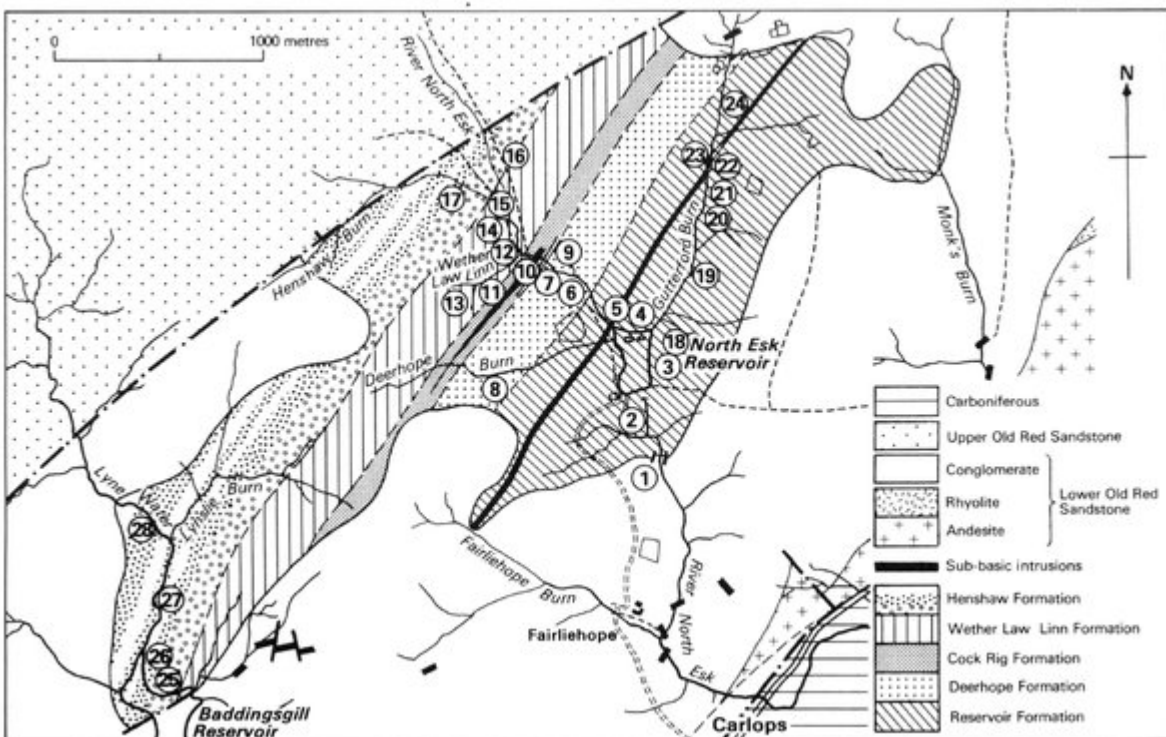 0
1000 metres
N
River North Esk
16
17
15
14
12
Wether
Law Linn
10
9
7
6
11
13
Henshaw Burn
24
23
22
21
20
Gutterford Burn
19
5
4
18
North Esk
Reservoir
3
2
1
Deerhope Burn
8
Monk's Burn
Lyne Water
Lynslie Burn
28
27
26
25
Baddingsgill
Reservoir
Fairliehope
Burn
Fairliehope
River North Esk
Carlops
Carboniferous
Upper Old Red Sandstone
Conglomerate
Rhyolite
Andesite
Lower Old Red
Sandstone
Sub-basic intrusions
Henshaw Formation
Wether Law Linn Formation
Cock Rig Formation
Deerhope Formation
Reservoir Formation